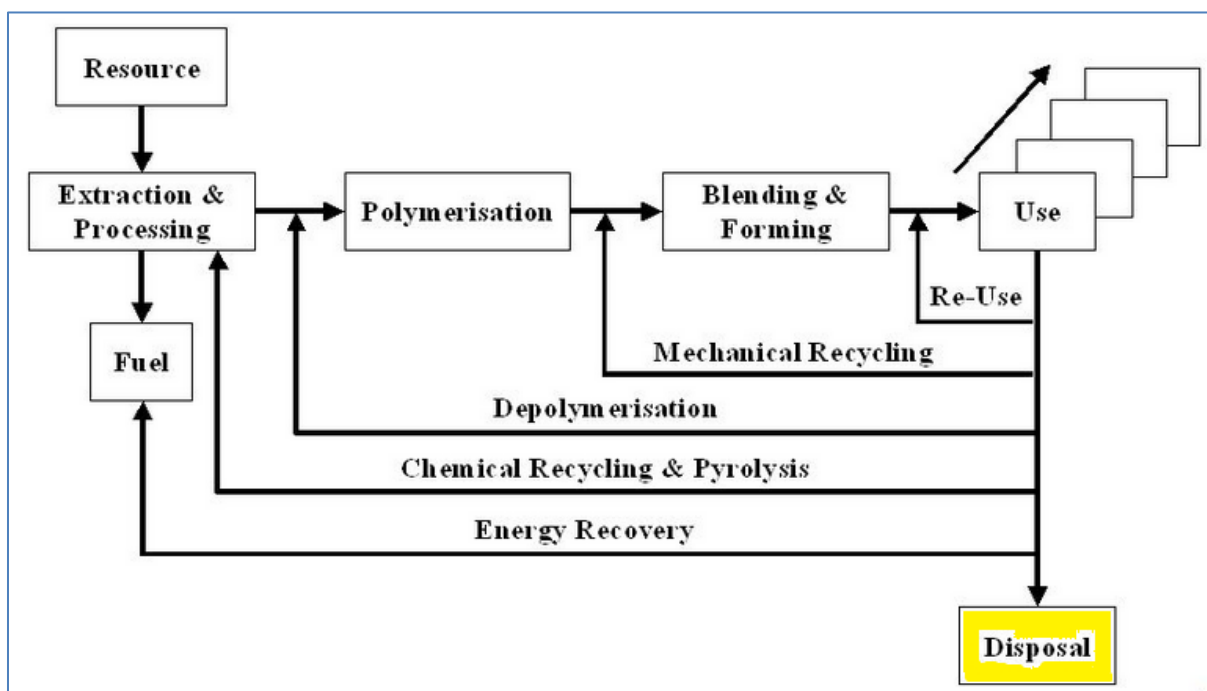 Resource
Extraction &
Processing
Polymerisation
Blending &
Forming
Use
Re-Use
Fuel
Mechanical Recycling
Depolymerisation
Chemical Recycling & Pyrolysis
Energy Recovery
Disposal